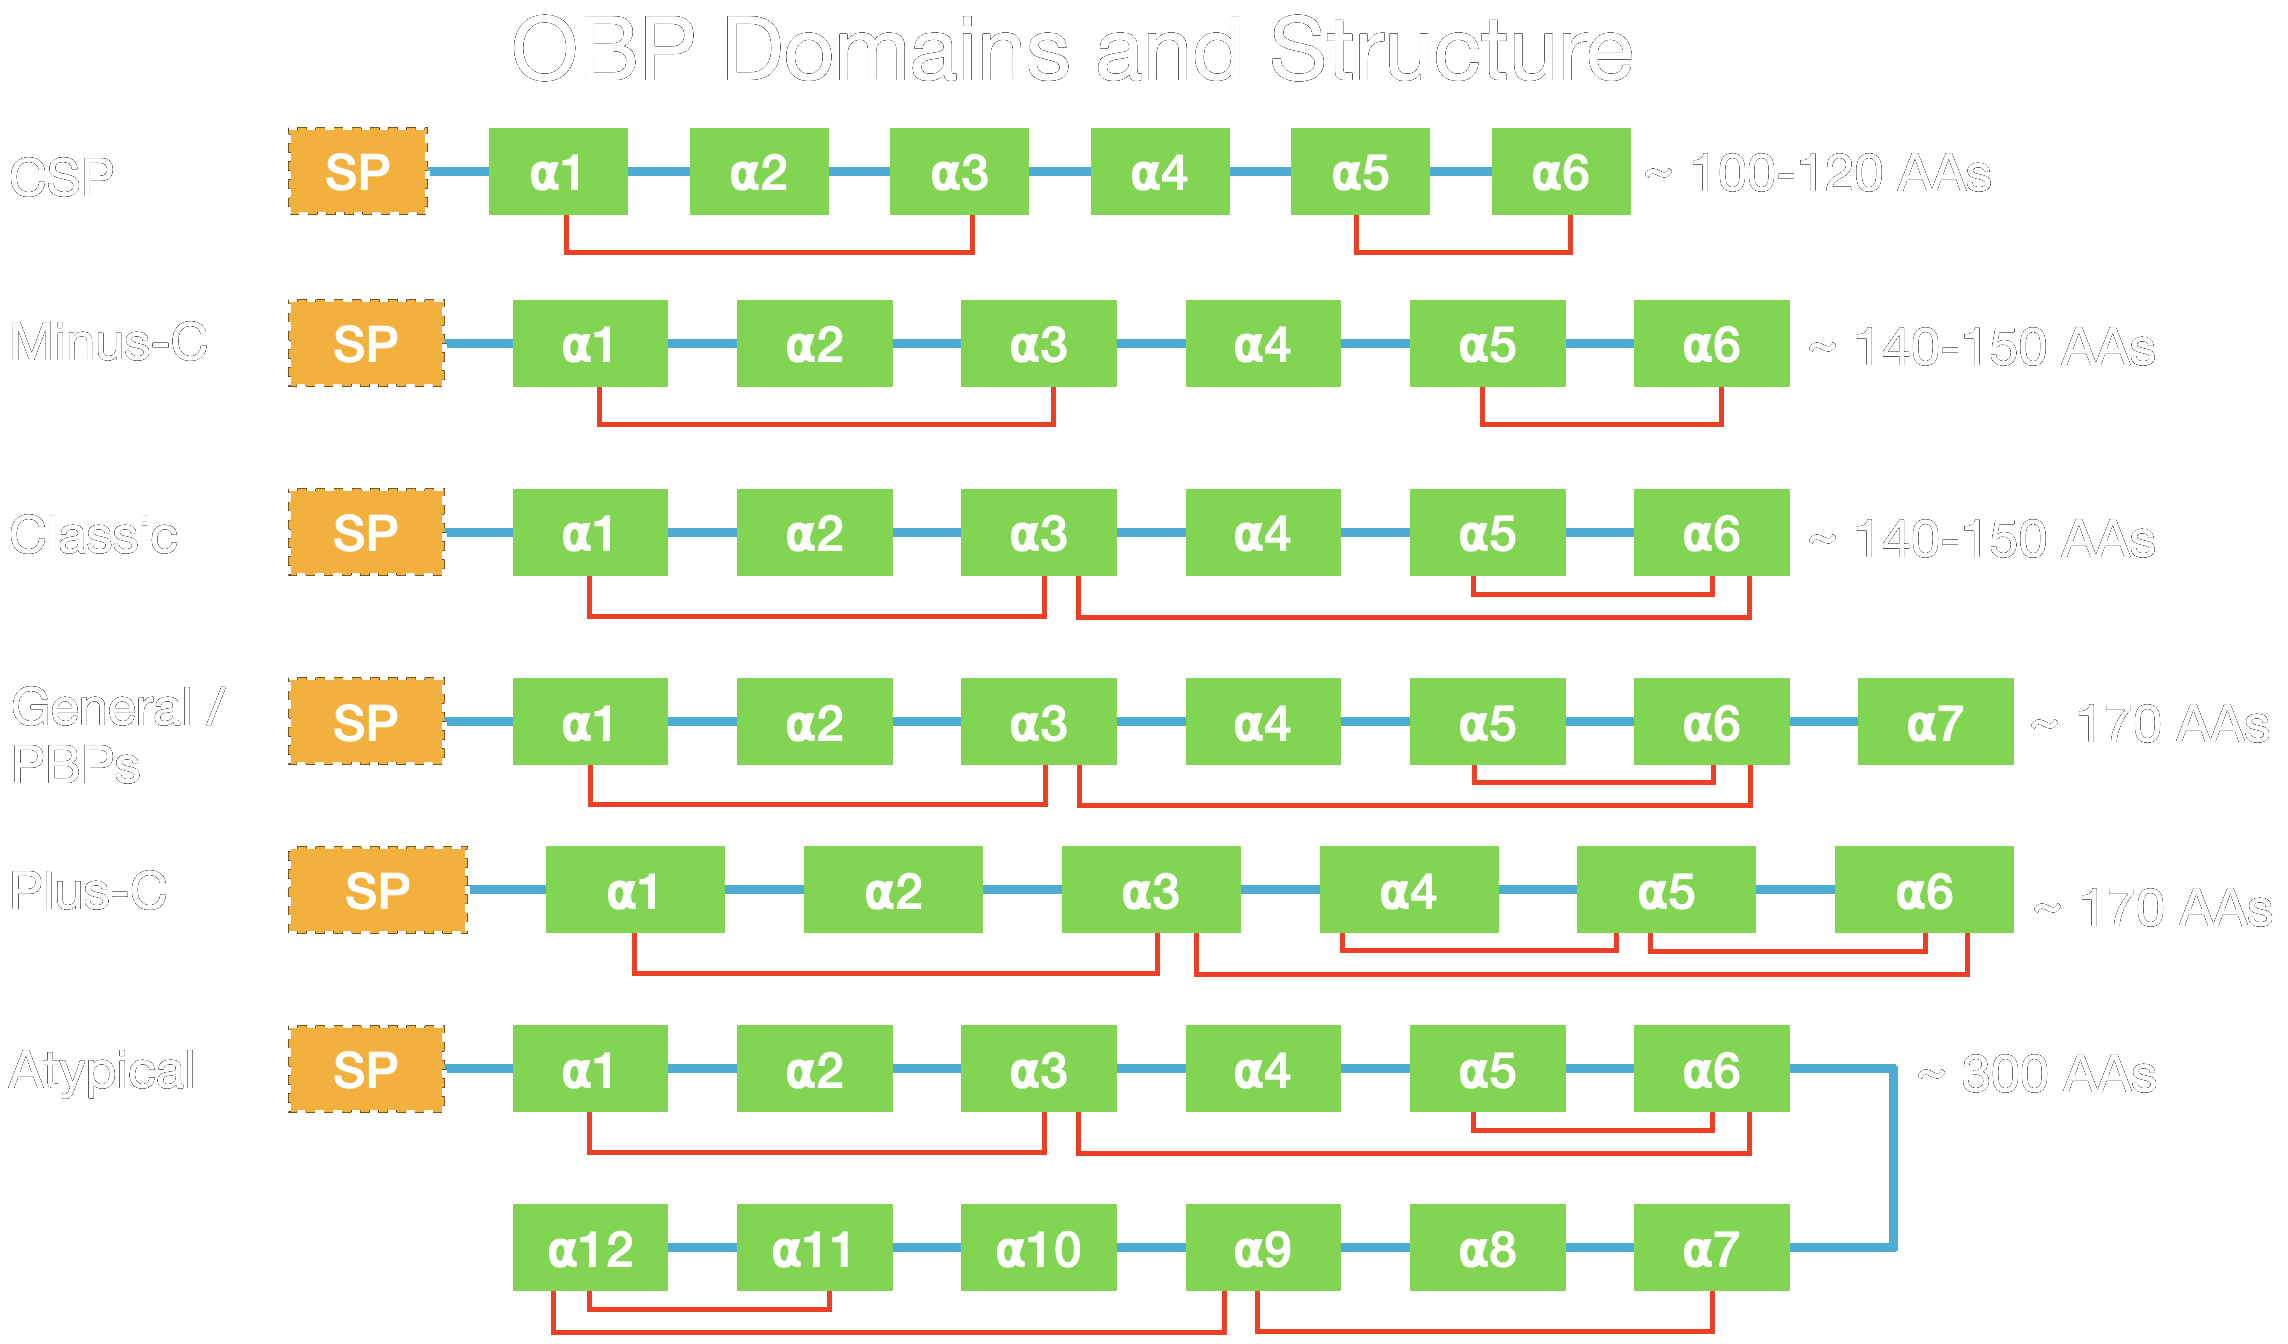 OBP Domains and Structure
CSP SP α1 α2 α3 α4 α5 α6 ~ 100-120 AAs
Minus-C SP α1 α2 α3 α4 α5 α6 ~ 140-150 AAs
Classic SP α1 α2 α3 α4 α5 α6 ~ 140-150 AAs
General /
PBPs SP α1 α2 α3 α4 α5 α6 α7 ~ 170 AAs
Plus-C SP α1 α2 α3 α4 α5 α6 ~ 170 AAs
Atypical SP α1 α2 α3 α4 α5 α6 ~ 300 AAs
α12 α11 α10 α9 α8 α7